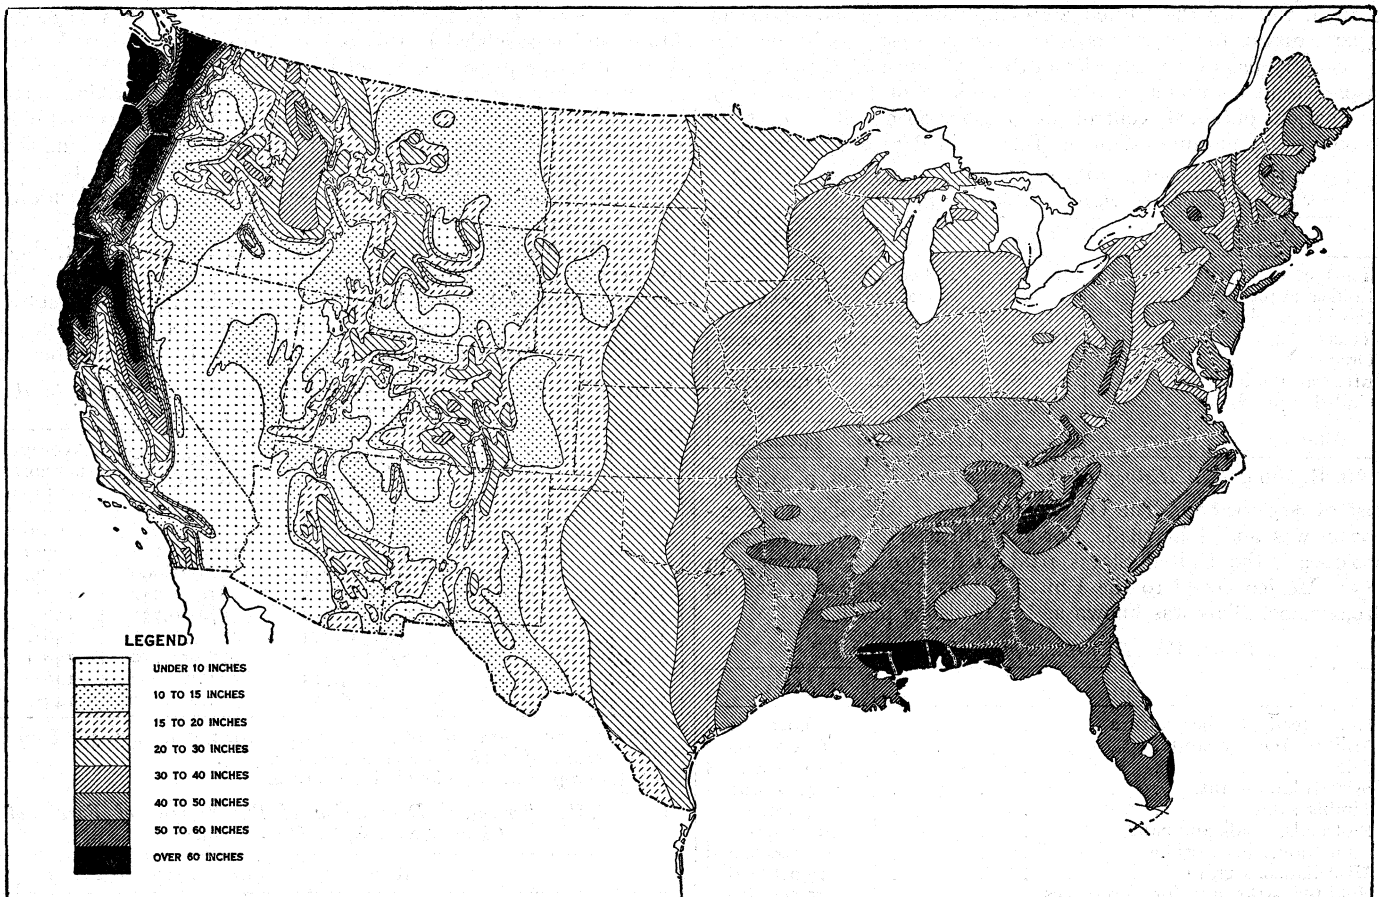 LEGEND
UNDER 10 INCHES
10 TO 15 INCHES
15 TO 20 INCHES
20 TO 30 INCHES
30 TO 40 INCHES
40 TO 50 INCHES
50 TO 60 INCHES
OVER 60 INCHES